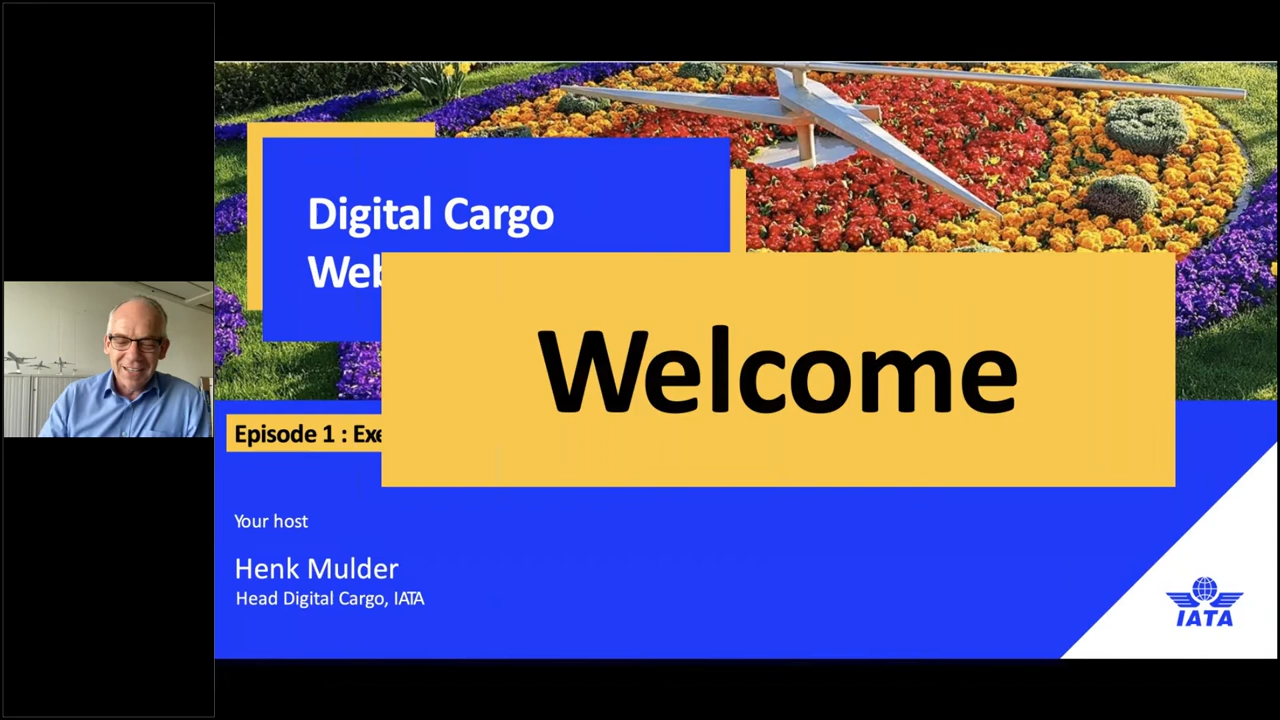 Digital Cargo
Web
Welcome
Episode 1 : Exe
Your host
Henk Mulder
Head Digital Cargo, IATA
IATA